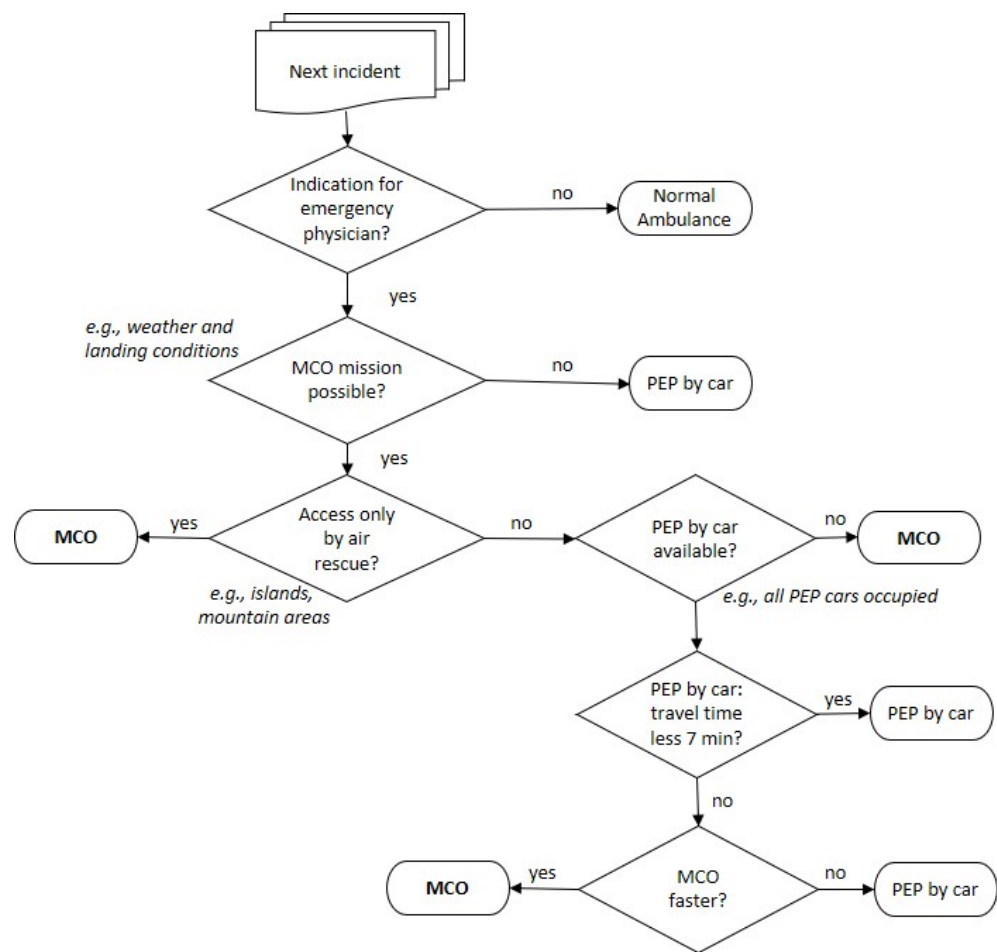 Next incident
Indication for
emergency
physician?
no
Normal
Ambulance
yes
e.g., weather and
landing conditions
MCO mission
possible?
no
PEP by car
yes
MCO
yes
Access only
by air
rescue?
no
PEP by car
available?
no
MCO
e.g., islands,
mountain areas
e.g., all PEP cars occupied
PEP by car:
travel time
less 7 min?
yes
PEP by car
no
MCO
yes
MCO
faster?
no
PEP by car